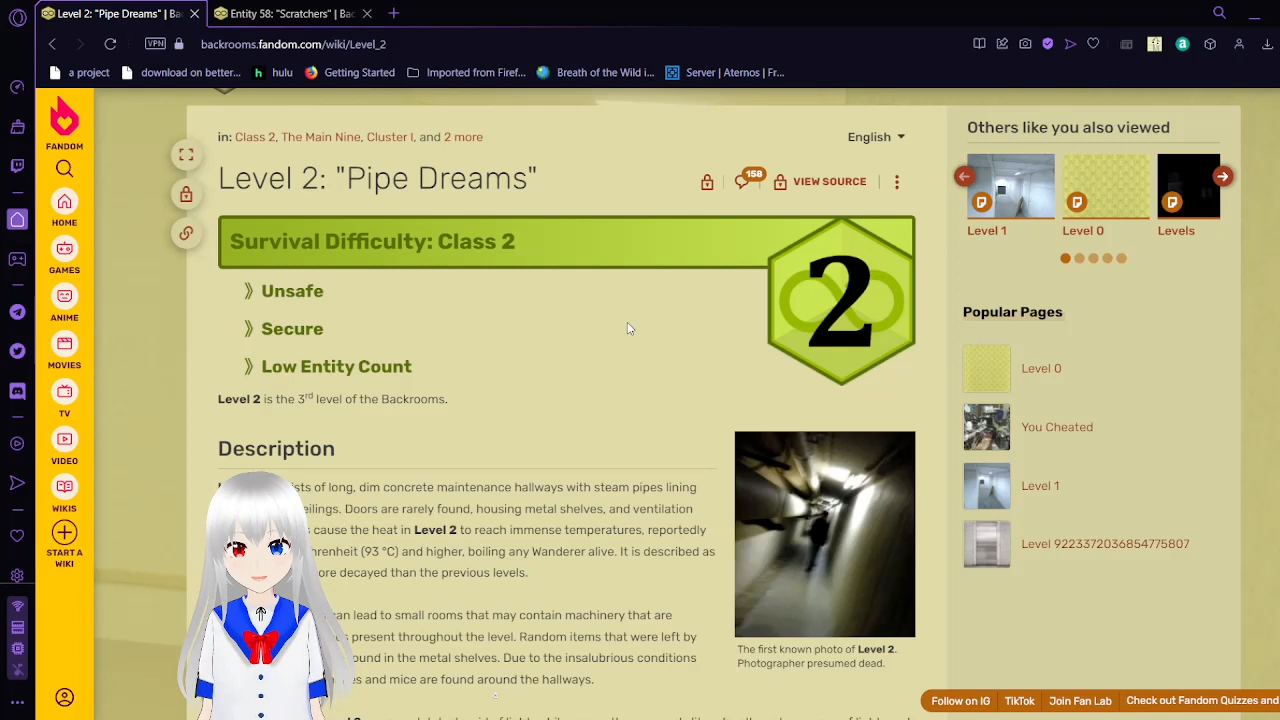 Level 2: "Pipe Dreams" | Bac
Entity 58: "Scratchers" | Bac
VPN
backrooms.fandom.com/wiki/Level_2
a project
download on better...
hulu
Getting Started
Imported from Firef...
Breath of the Wild i...
Server | Aternos | Fr...
FANDOM
HOME
GAMES
ANIME
MOVIES
TV
VIDEO
WIKIS
START A
WIKI
in: Class 2, The Main Nine, Cluster I, and 2 more
English
Level 2: "Pipe Dreams"
158
VIEW SOURCE
Survival Difficulty: Class 2
2
Unsafe
Secure
Low Entity Count
Level 2 is the 3rd level of the Backrooms.
Description
ists of long, dim concrete maintenance hallways with steam pipes lining
eilings. Doors are rarely found, housing metal shelves, and ventilation
cause the heat in Level 2 to reach immense temperatures, reportedly
hrenheit (93 °C) and higher, boiling any Wanderer alive. It is described as
ore decayed than the previous levels.
can lead to small rooms that may contain machinery that are
present throughout the level. Random items that were left by
ound in the metal shelves. Due to the insalubrious conditions
es and mice are found around the hallways.
The first known photo of Level 2.
Photographer presumed dead.
Others like you also viewed
Level 1
Level 0
Levels
Popular Pages
Level 0
You Cheated
Level 1
Level 9223372036854775807
Follow on IG
TikTok
Join Fan Lab
Check out Fandom Quizzes and